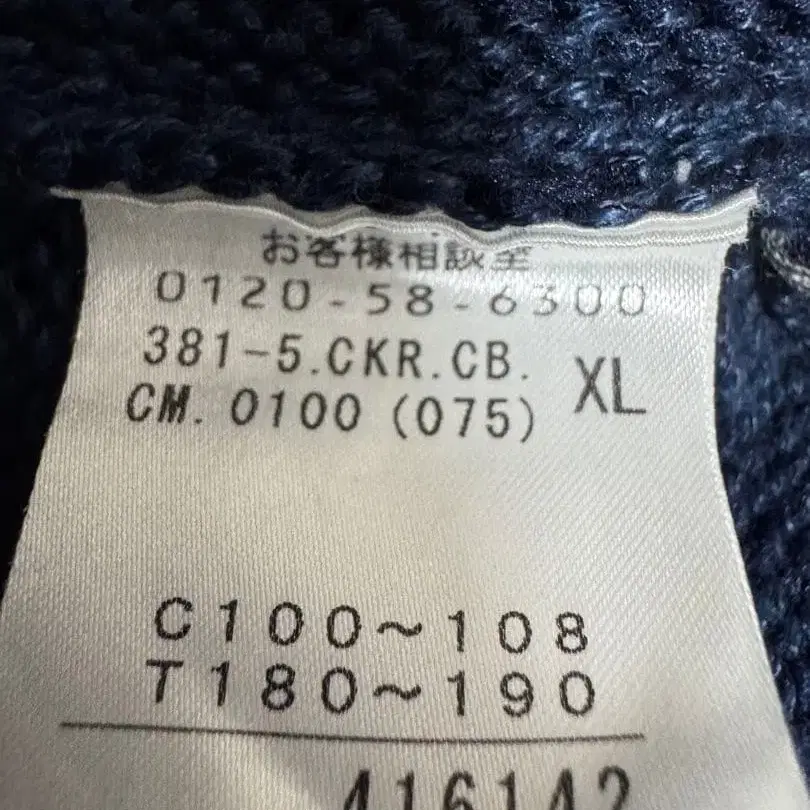 お客様相談室
0120-58-6300
381-5.CKR.CB. XL
CM. 0100 (075)
C100~108
T180~190
416142